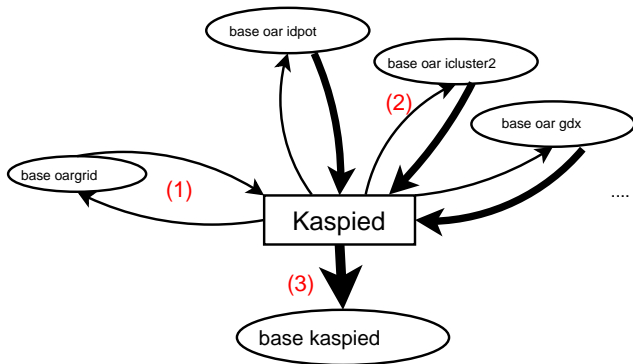 base oar idpot
base oar icluster2
(2)
base oar gdx
base oargrid
(1)
....
Kaspied
(3)
base kaspied